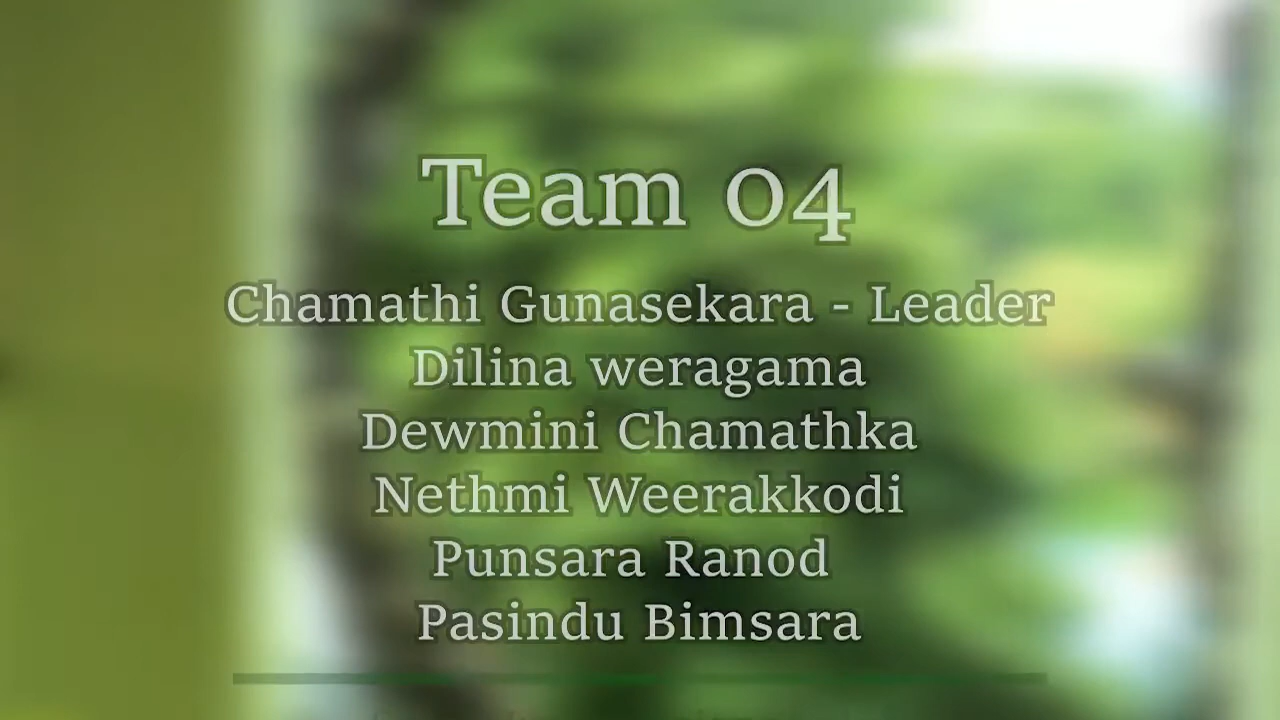 Team 04
Chamathi Gunasekara - Leader
Dilina weragama
Dewmini Chamathka
Nethmi Weerakkodi
Punsara Ranod
Pasindu Bimsara